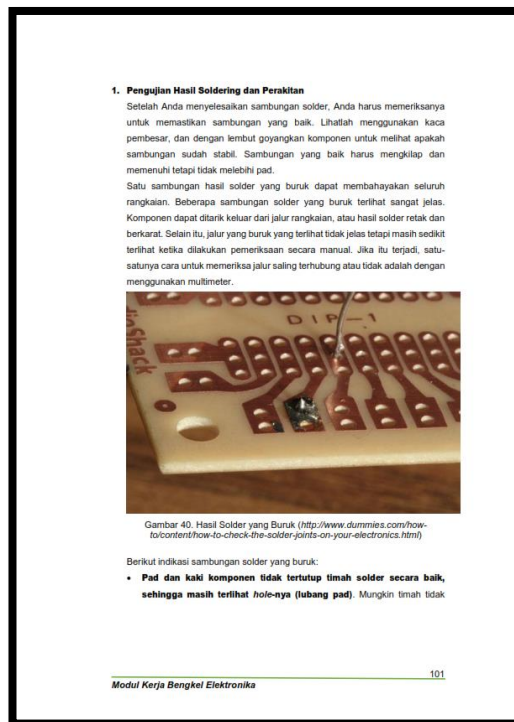 1. Pengujian Hasil Soldering dan Perakitan
Setelah Anda menyelesaikan sambungan solder, Anda harus memeriksanya
untuk memastikan sambungan yang baik. Lihatlah menggunakan kaca
pembesar, dan dengan lembut goyangkan komponen untuk melihat apakah
sambungan sudah stabil. Sambungan yang baik harus mengkilap dan
memenuhi tetapi tidak melebihi pad.
Satu sambungan hasil solder yang buruk dapat membahayakan seluruh
rangkaian. Beberapa sambungan solder yang buruk terlihat sangat jelas.
Komponen dapat ditarik keluar dari jalur rangkaian, atau hasil solder retak dan
berkarat. Selain itu, jalur yang buruk yang terlihat tidak jelas tetapi masih sedikit
terlihat ketika dilakukan pemeriksaan secara manual. Jika itu terjadi, satu-
satunya cara untuk memeriksa jalur saling terhubung atau tidak adalah dengan
menggunakan multimeter.
DIP-1
dioShack
Gambar 40. Hasil Solder yang Buruk (http://www.dummies.com/how-
to/content/how-to-check-the-solder-joints-on-your-electronics.html)
Berikut indikasi sambungan solder yang buruk:
• Pad dan kaki komponen tidak tertutup timah solder secara baik,
sehingga masih terlihat hole-nya (lubang pad). Mungkin timah tidak
101
Modul Kerja Bengkel Elektronika